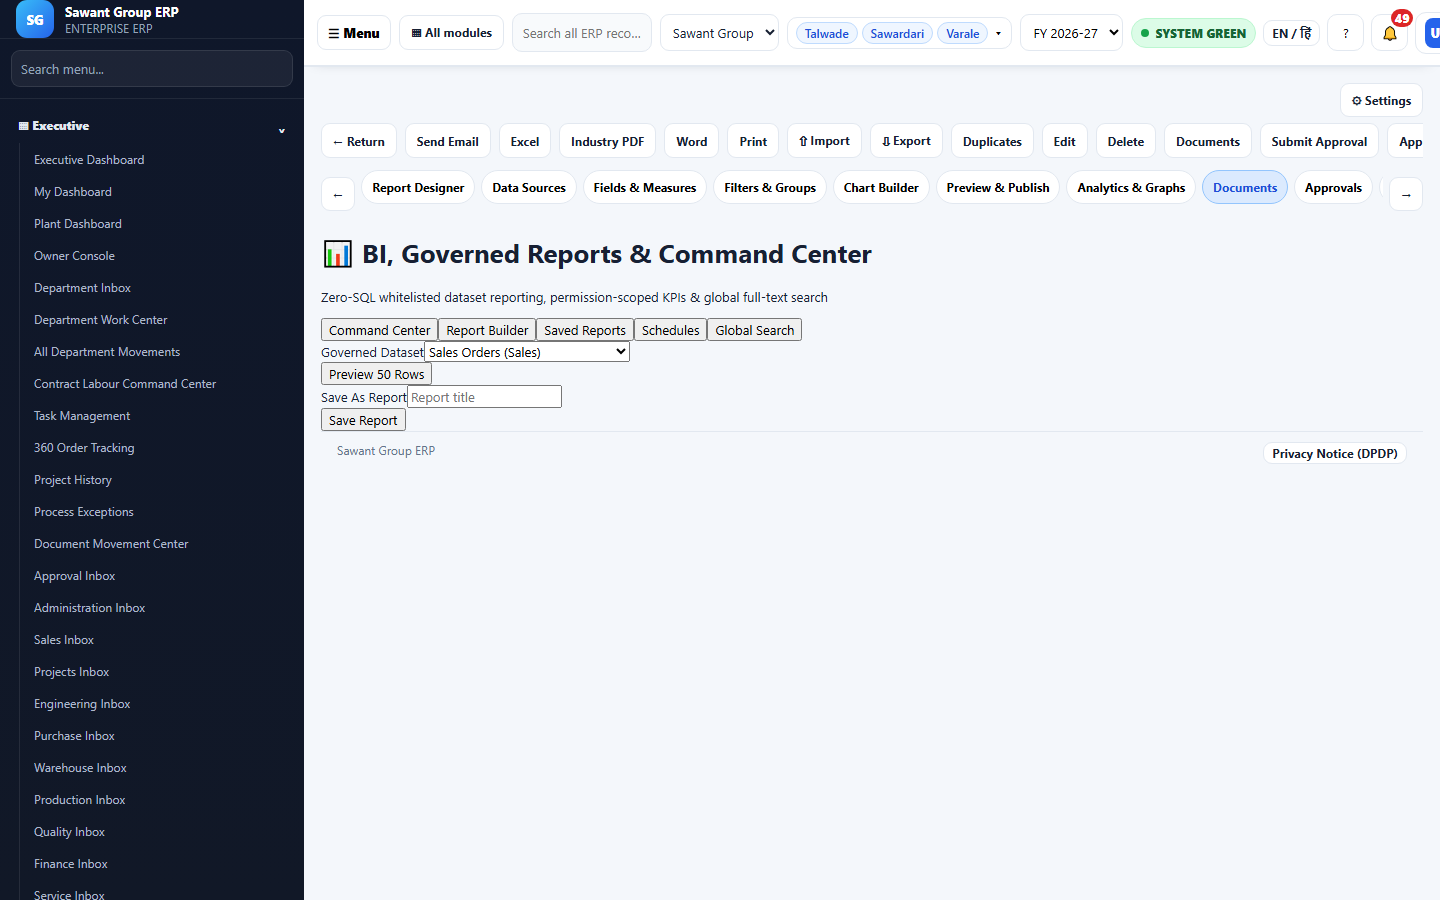 SG
Sawant Group ERP
ENTERPRISE ERP
Search menu...
Executive
Executive Dashboard
My Dashboard
Plant Dashboard
Owner Console
Department Inbox
Department Work Center
All Department Movements
Contract Labour Command Center
Task Management
360 Order Tracking
Project History
Process Exceptions
Document Movement Center
Approval Inbox
Administration Inbox
Sales Inbox
Projects Inbox
Engineering Inbox
Purchase Inbox
Warehouse Inbox
Production Inbox
Quality Inbox
Finance Inbox
Service Inbox
☰ Menu
All modules
Search all ERP reco...
Sawant Group
Talwade
Sawardari
Varale
FY 2026-27
SYSTEM GREEN
EN / हिं
?
49
U
⚙ Settings
← Return
Send Email
Excel
Industry PDF
Word
Print
⇧ Import
⇩ Export
Duplicates
Edit
Delete
Documents
Submit Approval
App
←
Report Designer
Data Sources
Fields & Measures
Filters & Groups
Chart Builder
Preview & Publish
Analytics & Graphs
Documents
Approvals
→
BI, Governed Reports & Command Center
Zero-SQL whitelisted dataset reporting, permission-scoped KPIs & global full-text search
Command Center
Report Builder
Saved Reports
Schedules
Global Search
Governed Dataset Sales Orders (Sales)
Preview 50 Rows
Save As Report Report title
Save Report
Sawant Group ERP
Privacy Notice (DPDP)